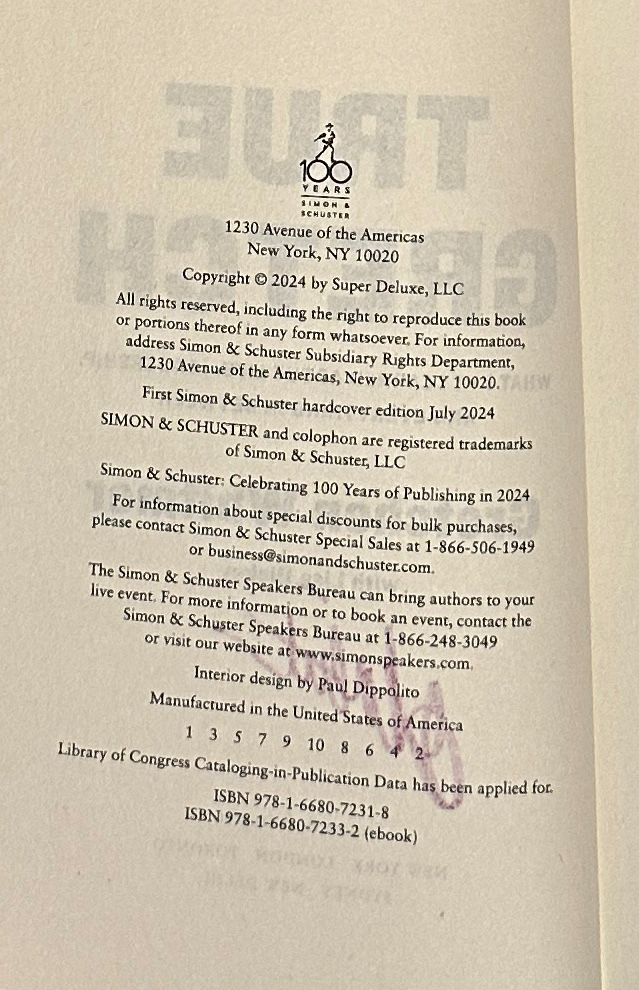 100
YEARS
SIMON &
SCHUSTER
1230 Avenue of the Americas
New York, NY 10020
Copyright © 2024 by Super Deluxe, LLC
All rights reserved, including the right to reproduce this book
or portions thereof in any form whatsoever. For information,
address Simon & Schuster Subsidiary Rights Department,
1230 Avenue of the Americas, New York, NY 10020.
First Simon & Schuster hardcover edition July 2024
SIMON & SCHUSTER and colophon are registered trademarks
of Simon & Schuster, LLC
Simon & Schuster: Celebrating 100 Years of Publishing in 2024
For information about special discounts for bulk purchases,
please contact Simon & Schuster Special Sales at 1-866-506-1949
or business@simonandschuster.com.
The Simon & Schuster Speakers Bureau can bring authors to your
live event. For more information or to book an event, contact the
Simon & Schuster Speakers Bureau at 1-866-248-3049
or visit our website at www.simonspeakers.com.
Interior design by Paul Dippolito
Manufactured in the United States of America
1 3 5 7 9 10 8 6 4 2
Library of Congress Cataloging-in-Publication Data has been applied for.
ISBN 978-1-6680-7231-8
ISBN 978-1-6680-7233-2 (ebook)